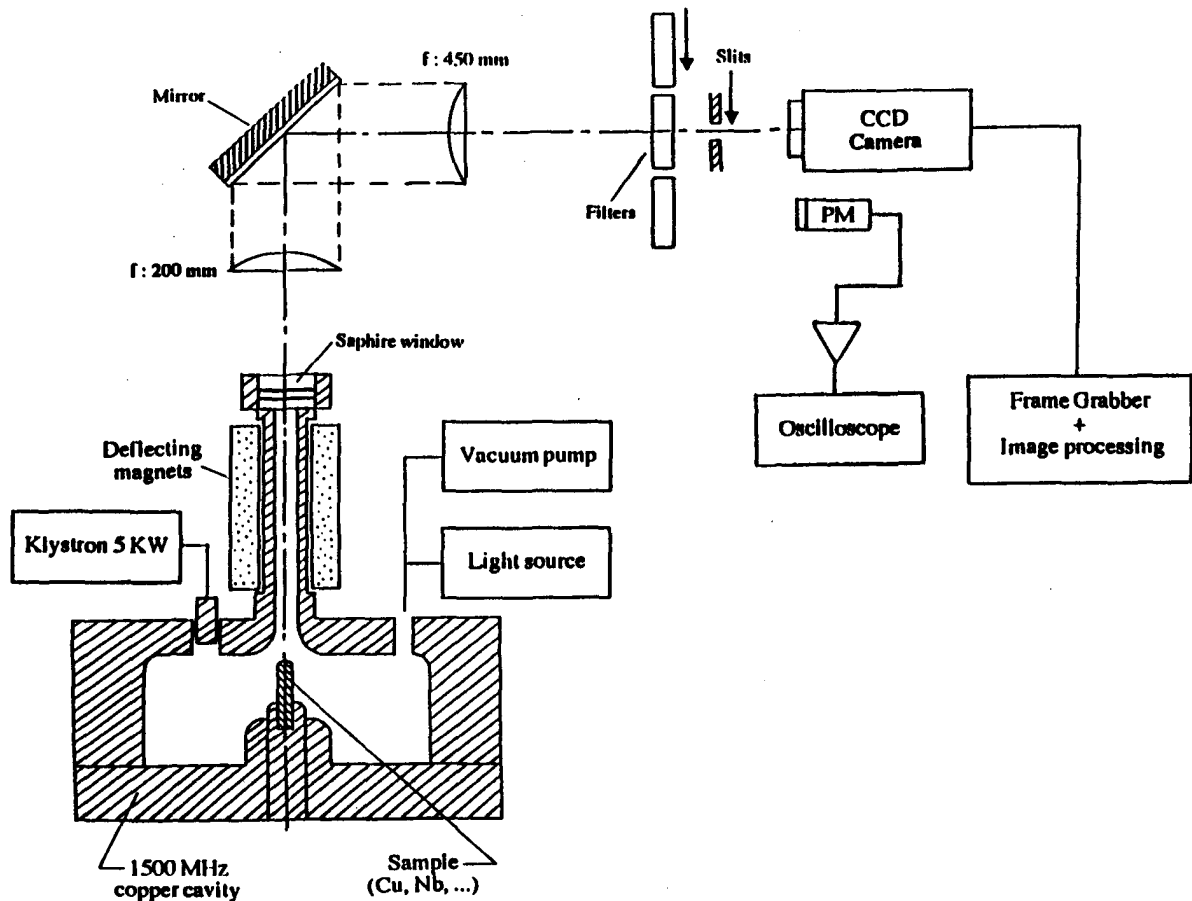 f : 450 mm
Slits
Mirror
CCD
Camera
Filters
PM
f : 200 mm
Saphire window
Frame Grabber
+
Image processing
Oscilloscope
Deflecting
magnets
Vacuum pump
Klystron 5 KW
Light source
1500 MHz
copper cavity
Sample
(Cu, Nb, ...)